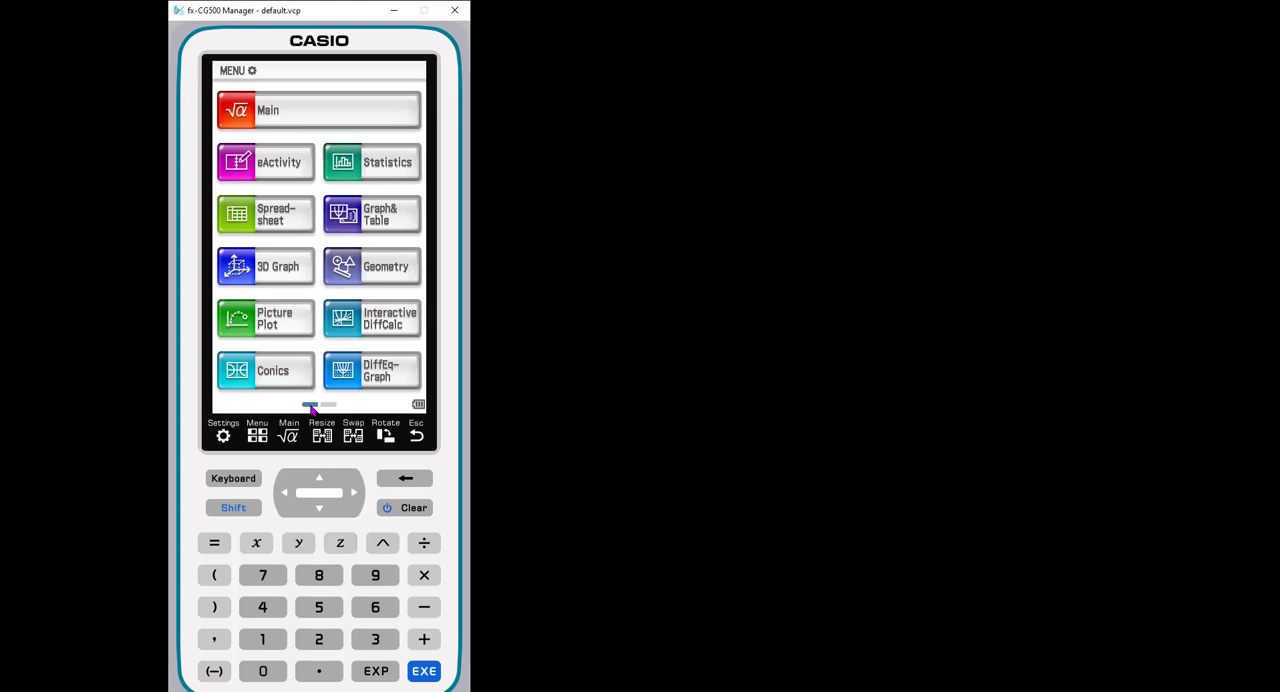 fx-CG500 Manager - default.vcp
CASIO
MENU
√α Main
eActivity Statistics
Spread-
sheet
Graph&
Table
3D Graph Geometry
Picture
Plot
Interactive
DiffCalc
Conics
DiffEq-
Graph
Settings Menu Main Resize Swap Rotate Esc
√α
Keyboard
Shift Clear
= x y z ^ ÷
( 7 8 9 ×
) 4 5 6 −
, 1 2 3 +
(−) 0 · EXP EXE